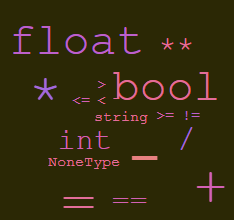 float **
* <= > < bool
string >= !=
int /
NoneType -
+
= ==